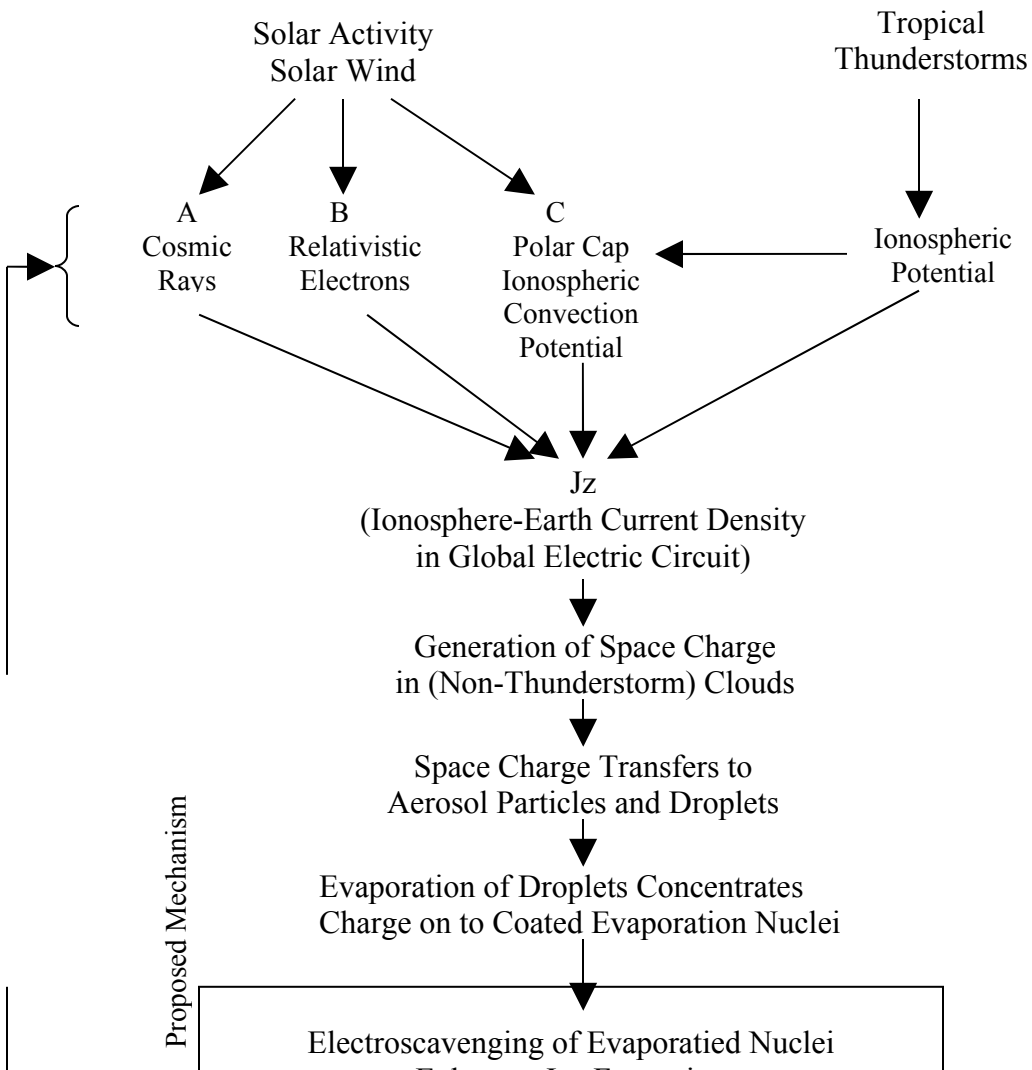 Solar Activity
Solar Wind
Tropical
Thunderstorms
A
Cosmic
Rays
B
Relativistic
Electrons
C
Polar Cap
Ionospheric
Convection
Potential
Ionospheric
Potential
Jz
(Ionosphere-Earth Current Density
in Global Electric Circuit)
Generation of Space Charge
in (Non-Thunderstorm) Clouds
Space Charge Transfers to
Aerosol Particles and Droplets
Evaporation of Droplets Concentrates
Charge on to Coated Evaporation Nuclei
Proposed Mechanism
Electroscavenging of Evaporatied Nuclei